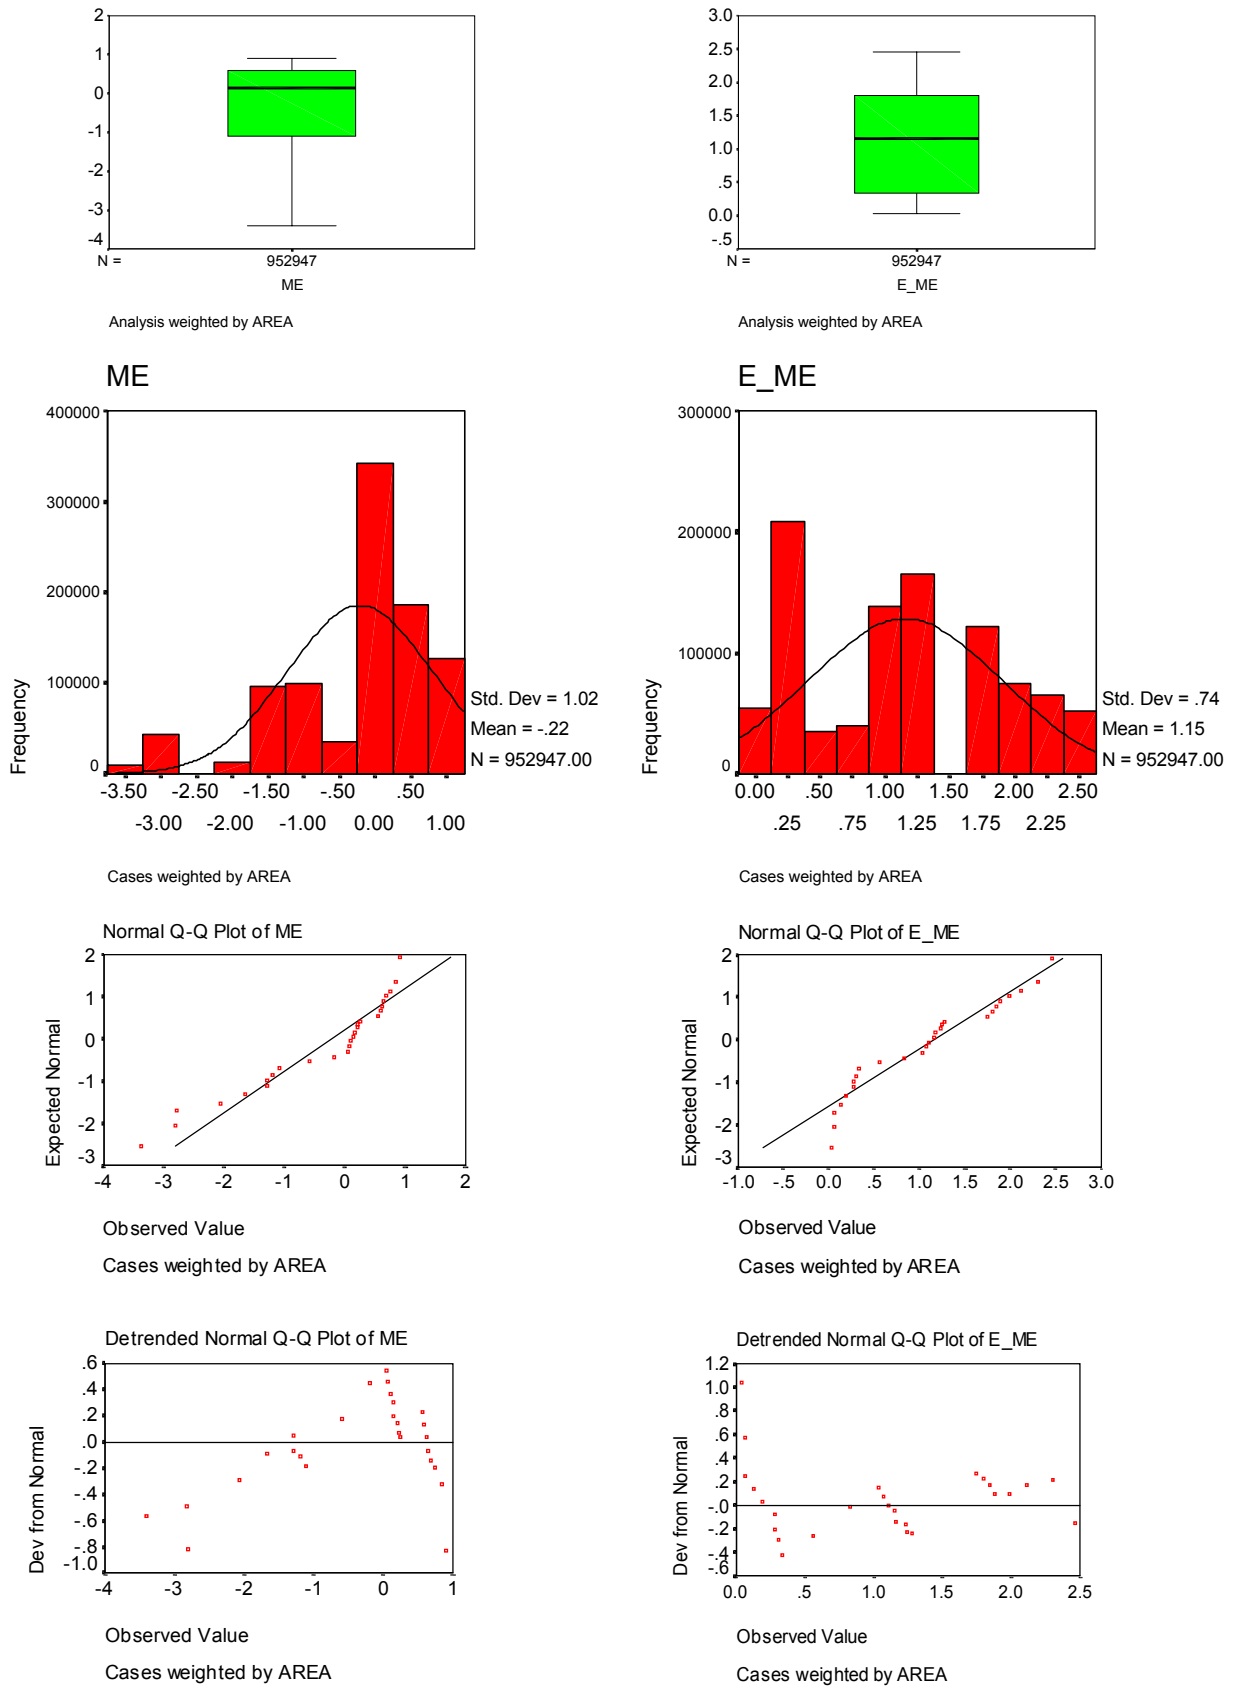 2
1
0
-1
-2
-3
-4
N =
952947
ME
Analysis weighted by AREA
3.0
2.5
2.0
1.5
1.0
.5
0.0
-.5
N =
952947
E_ME
Analysis weighted by AREA
ME
400000
300000
200000
100000
0
Frequency
-3.50 -2.50 -1.50 -.50 .50
-3.00 -2.00 -1.00 0.00 1.00
Std. Dev = 1.02
Mean = -.22
N = 952947.00
Cases weighted by AREA
E_ME
300000
200000
100000
0
Frequency
0.00 .50 1.00 1.50 2.00 2.50
.25 .75 1.25 1.75 2.25
Std. Dev = .74
Mean = 1.15
N = 952947.00
Cases weighted by AREA
Normal Q-Q Plot of ME
2
1
0
-1
-2
-3
Expected Normal
-4 -3 -2 -1 0 1 2
Observed Value
Cases weighted by AREA
Normal Q-Q Plot of E_ME
2
1
0
-1
-2
-3
Expected Normal
-1.0 -.5 0.0 .5 1.0 1.5 2.0 2.5 3.0
Observed Value
Cases weighted by AREA
Detrended Normal Q-Q Plot of ME
.6
.4
.2
.0
-.2
-.4
-.6
-.8
-1.0
Dev from Normal
-4 -3 -2 -1 0 1
Observed Value
Cases weighted by AREA
Detrended Normal Q-Q Plot of E_ME
1.2
1.0
.8
.6
.4
.2
-.0
-.2
-.4
-.6
Dev from Normal
0.0 .5 1.0 1.5 2.0 2.5
Observed Value
Cases weighted by AREA